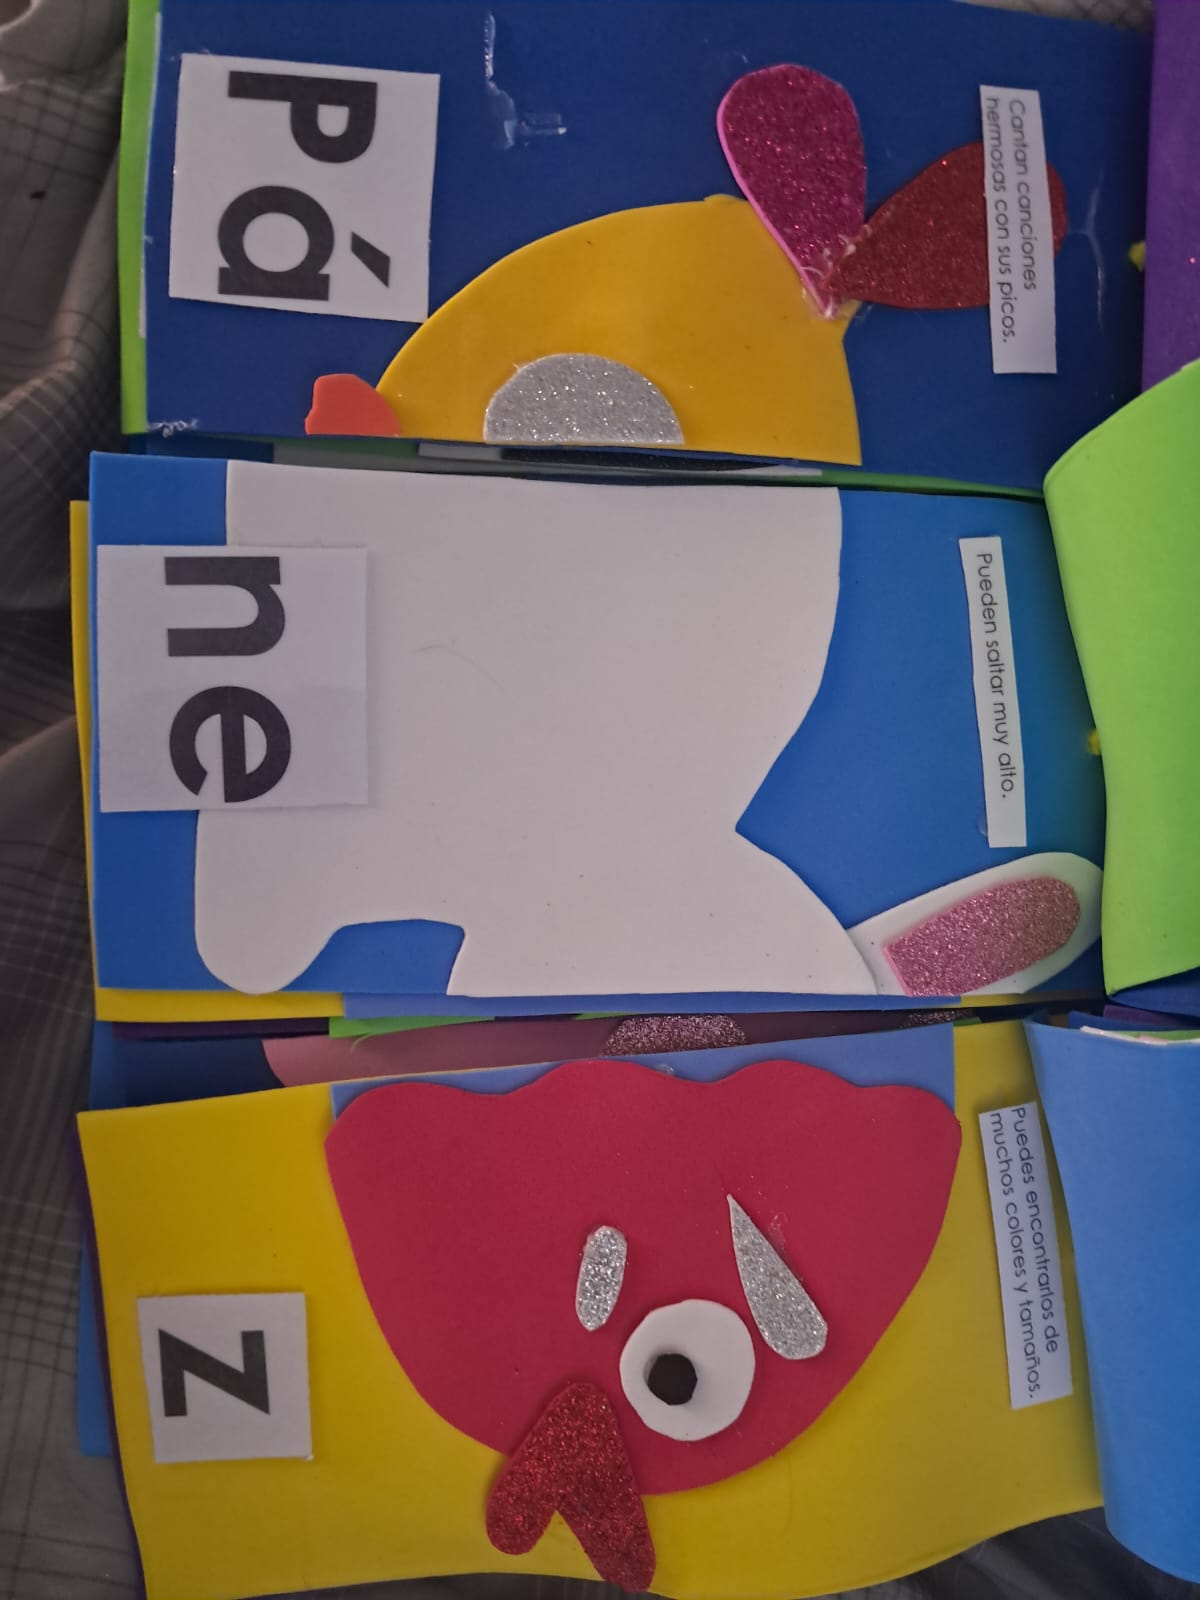 Cantan canciones
hermosas con sus picos.
Pueden saltar muy alto.
Puedes encontrarlos de
muchos colores y tamaños.
Pá
ne
z